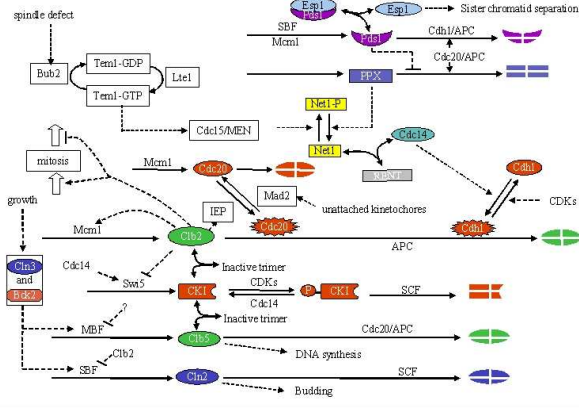 spindle defect
Esp1
Pds1
Esp1
Sister chromatid separation
SBF
Mcm1
Pds1
Cdh1/APC
Cdc20/APC
Tem1-GDP
Bub2
Lte1
Tem1-GTP
PPX
Net1-P
Cdc15/MEN
Cdc14
Net1
RENT
mitosis
Mcm1
Cdc20
Cdh1
Mad2
unattached kinetochores
CDKs
growth
IEP
Mcm1
Clb2
Cdc20
Cdh1
APC
Cln3
and
Bck2
Cdc14
Swi5
Inactive trimer
CKI
CDKs
Cdc14
P
CKI
SCF
Inactive trimer
?
MBF
Clb5
Cdc20/APC
DNA synthesis
Clb2
SBF
Cln2
SCF
Budding